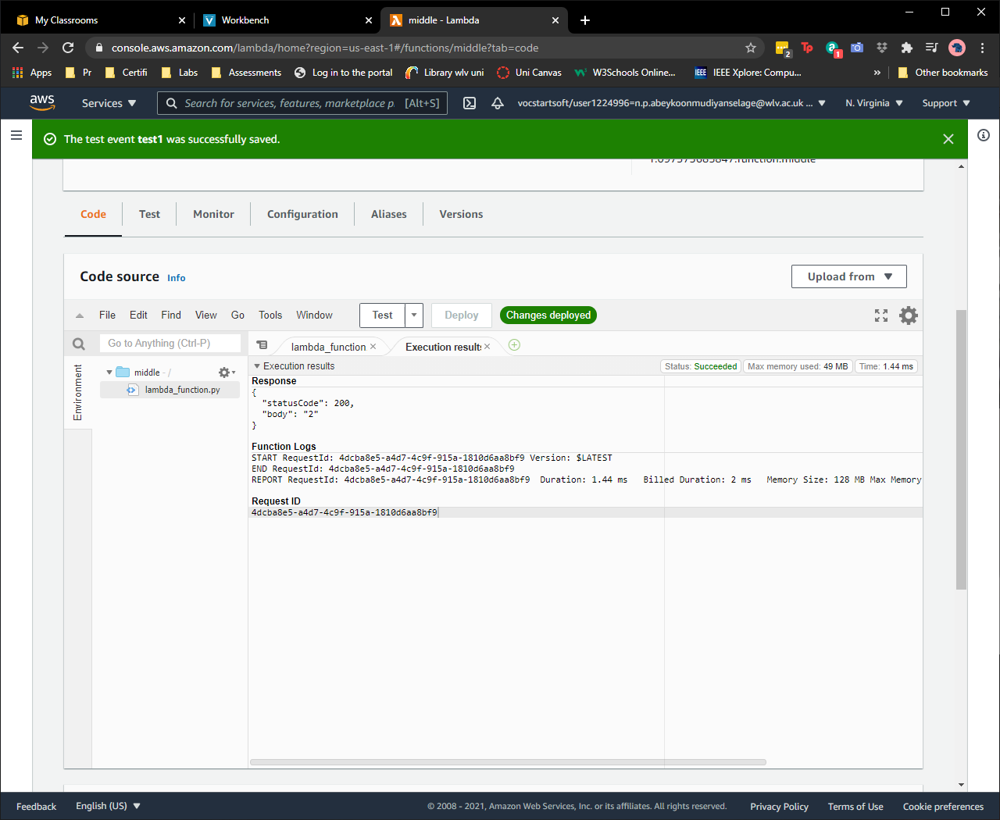 My Classrooms
Workbench
middle - Lambda
console.aws.amazon.com/lambda/home?region=us-east-1#/functions/middle?tab=code
2
Tp
a
1
Apps
Pr
Certifi
Labs
Assessments
Log in to the portal
Library wlv uni
Uni Canvas
W3Schools Online...
IEEE
IEEE Xplore: Compu...
»
Other bookmarks
aws
Services
Search for services, features, marketplace p
[Alt+S]
vocstartsoft/user1224996=n.p.abeykoonmudiyanselage@wlv.ac.uk ...
N. Virginia
Support
The test event test1 was successfully saved.
Code
Test
Monitor
Configuration
Aliases
Versions
Code source
Info
Upload from
File
Edit
Find
View
Go
Tools
Window
Test
Deploy
Changes deployed
Go to Anything (Ctrl-P)
lambda_function
Execution results
Environment
middle - /
lambda_function.py
Execution results
Status: Succeeded
Max memory used: 49 MB
Time: 1.44 ms
Response
{
"statusCode": 200,
"body": "2"
}
Function Logs
START RequestId: 4dcba8e5-a4d7-4c9f-915a-1810d6aa8bf9 Version: $LATEST
END RequestId: 4dcba8e5-a4d7-4c9f-915a-1810d6aa8bf9
REPORT RequestId: 4dcba8e5-a4d7-4c9f-915a-1810d6aa8bf9 Duration: 1.44 ms Billed Duration: 2 ms Memory Size: 128 MB Max Memory
Request ID
4dcba8e5-a4d7-4c9f-915a-1810d6aa8bf9
Feedback
English (US)
© 2008 - 2021, Amazon Web Services, Inc. or its affiliates. All rights reserved.
Privacy Policy
Terms of Use
Cookie preferences